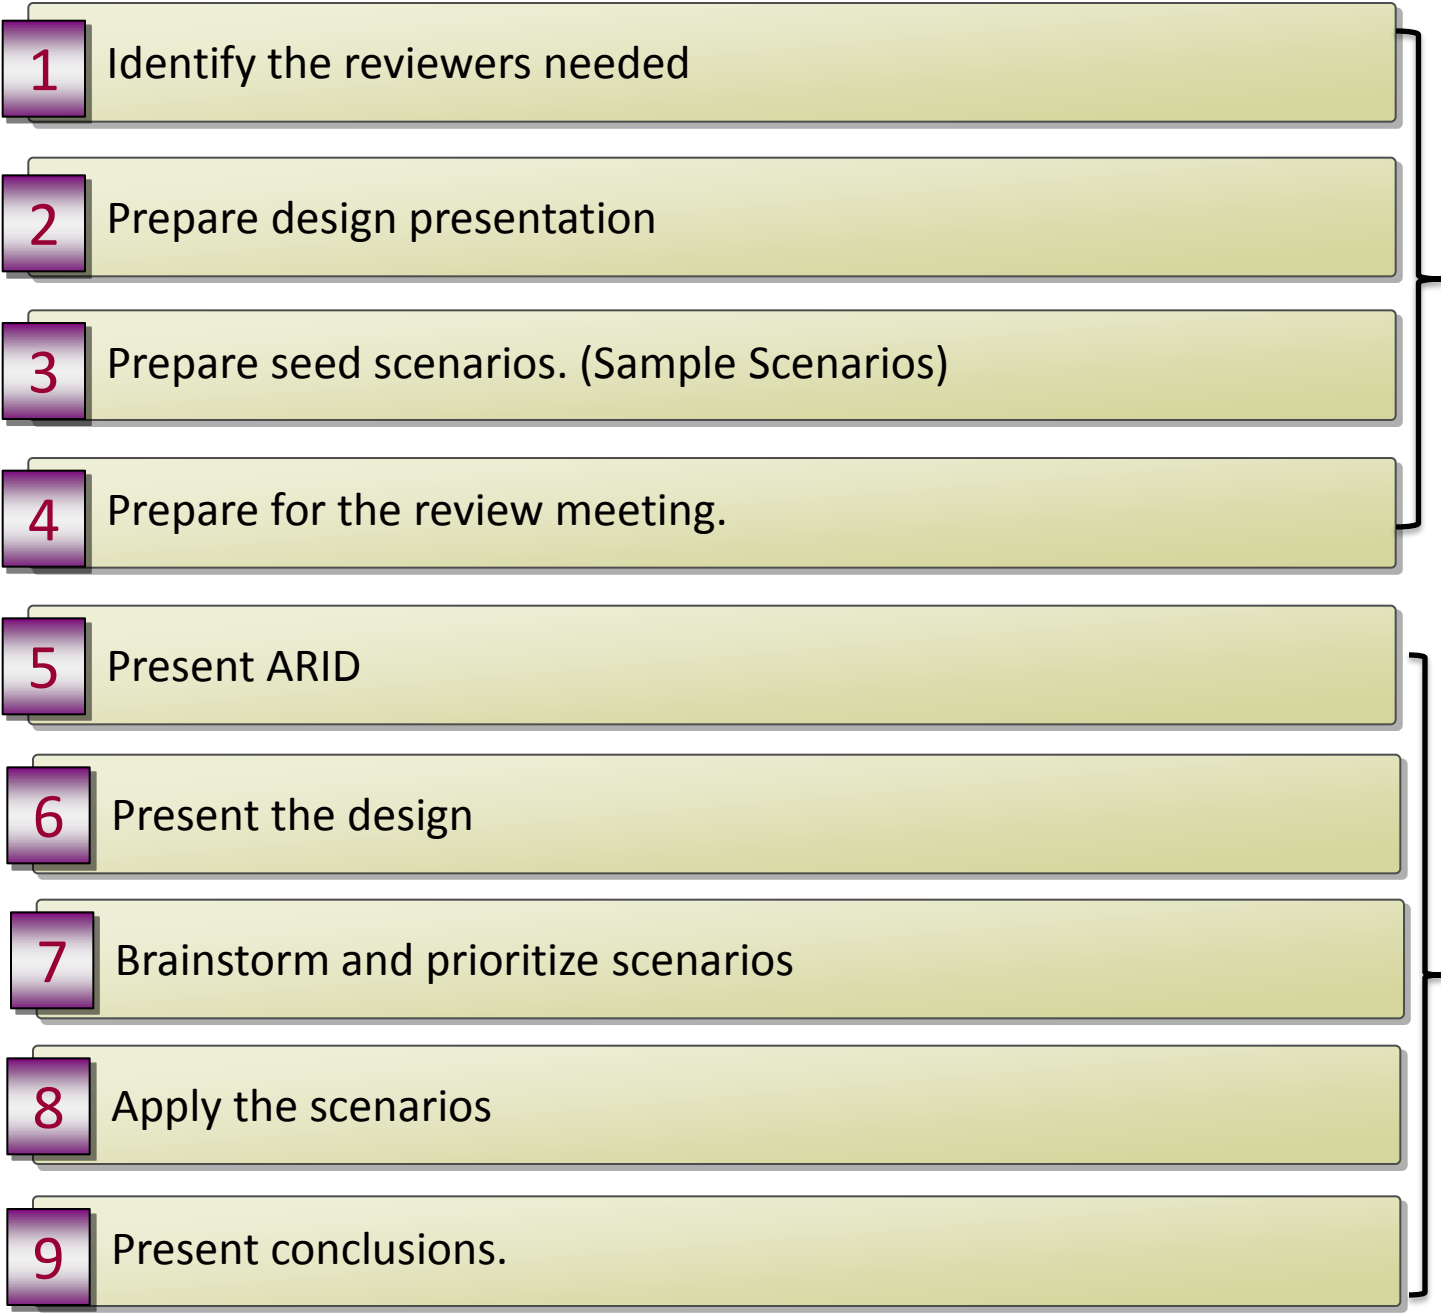 1 Identify the reviewers needed
2 Prepare design presentation
3 Prepare seed scenarios. (Sample Scenarios)
4 Prepare for the review meeting.
5 Present ARID
6 Present the design
7 Brainstorm and prioritize scenarios
8 Apply the scenarios
9 Present conclusions.